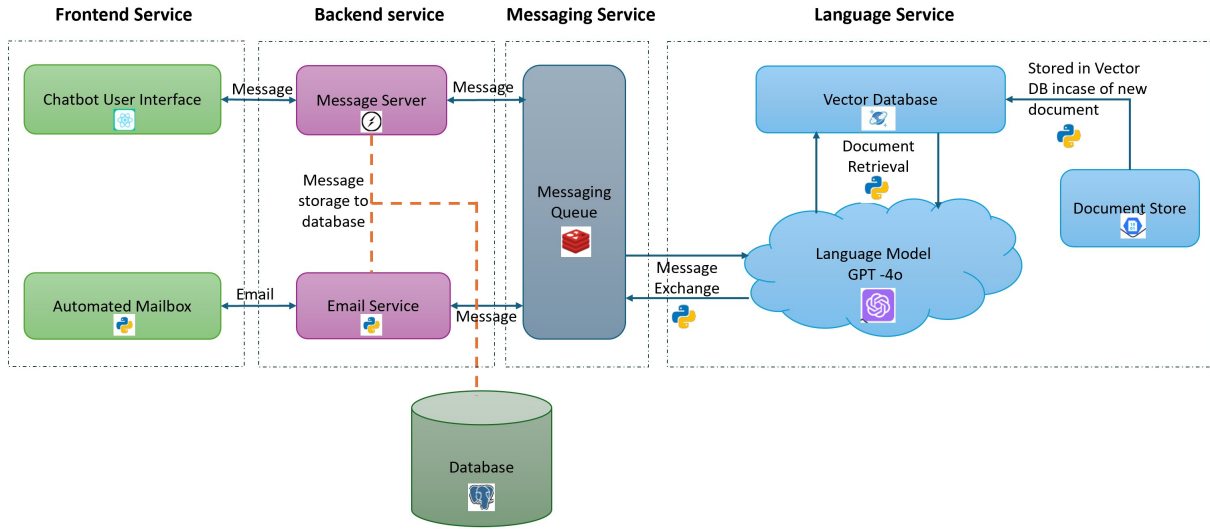 Frontend Service
Backend service
Messaging Service
Language Service
Chatbot User Interface
Message
Message Server
Message
Vector Database
Stored in Vector
DB incase of new
document
Document
Retrieval
Message
storage to
database
Messaging
Queue
Document Store
Language Model
GPT -4o
Message
Exchange
Automated Mailbox
Email
Email Service
Message
Database